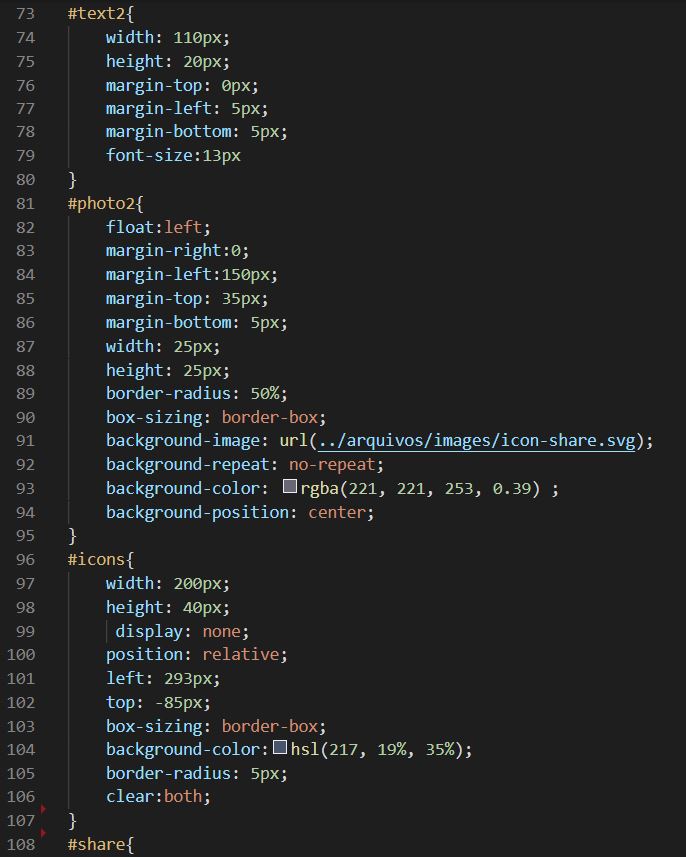 73 #text2{
74 width: 110px;
75 height: 20px;
76 margin-top: 0px;
77 margin-left: 5px;
78 margin-bottom: 5px;
79 font-size:13px
80 }
81 #photo2{
82 float:left;
83 margin-right:0;
84 margin-left:150px;
85 margin-top: 35px;
86 margin-bottom: 5px;
87 width: 25px;
88 height: 25px;
89 border-radius: 50%;
90 box-sizing: border-box;
91 background-image: url(../arquivos/images/icon-share.svg);
92 background-repeat: no-repeat;
93 background-color: rgba(221, 221, 253, 0.39) ;
94 background-position: center;
95 }
96 #icons{
97 width: 200px;
98 height: 40px;
99 display: none;
100 position: relative;
101 left: 293px;
102 top: -85px;
103 box-sizing: border-box;
104 background-color: hsl(217, 19%, 35%);
105 border-radius: 5px;
106 clear:both;
107 }
108 #share{